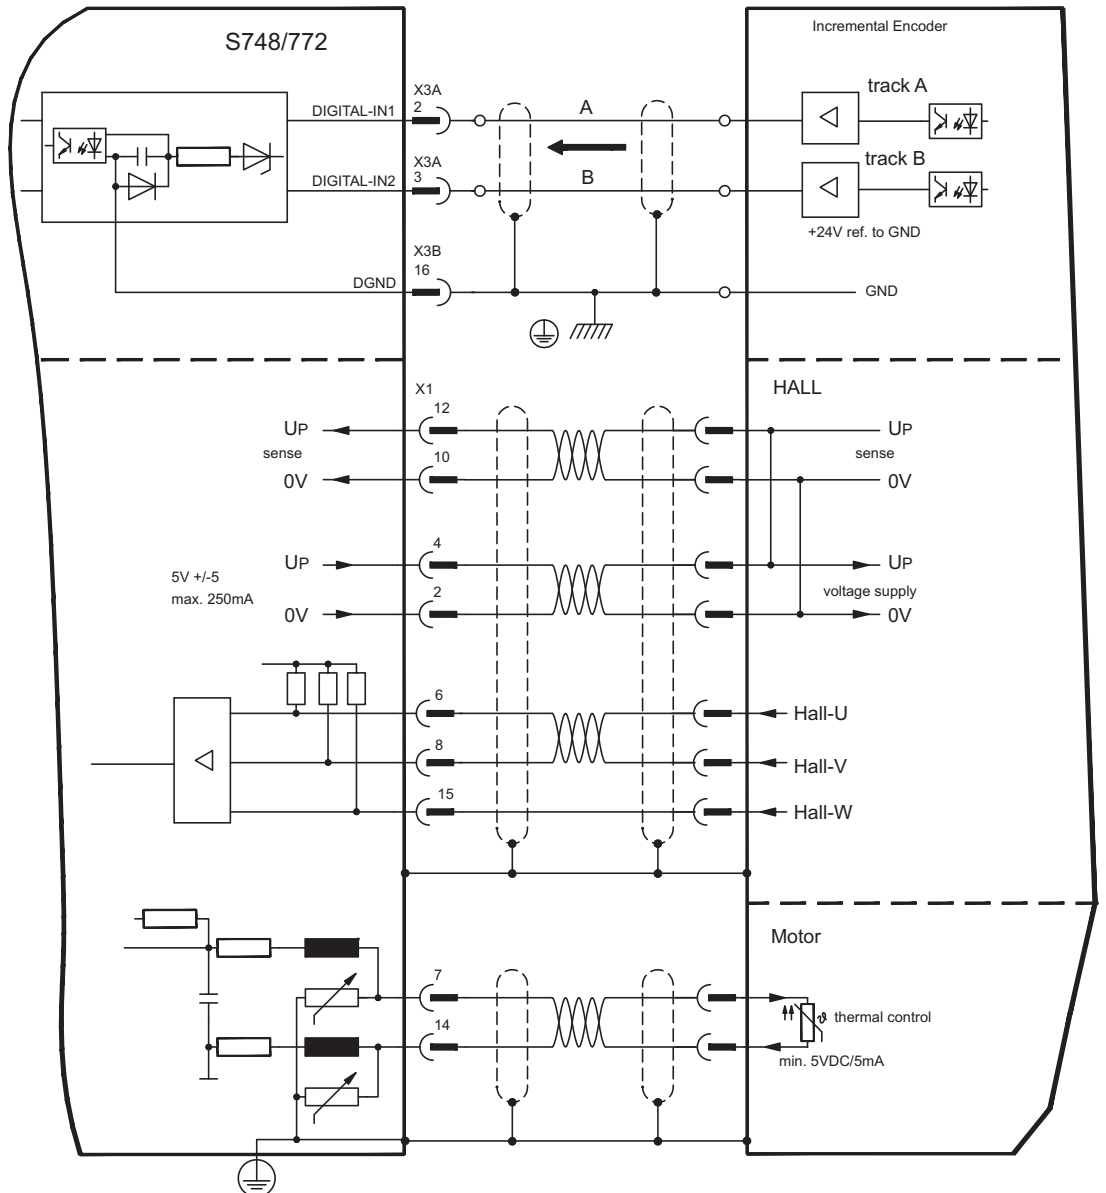 S748/772
Incremental Encoder
X3A
2
DIGITAL-IN1
A
track A
X3A
3
DIGITAL-IN2
B
track B
+24V ref. to GND
X3B
16
DGND
GND
X1
HALL
12
UP
UP
sense
sense
10
0V
0V
4
UP
UP
5V +/-5
max. 250mA
voltage supply
2
0V
0V
6
Hall-U
8
Hall-V
15
Hall-W
Motor
7
ϑ thermal control
14
min. 5VDC/5mA